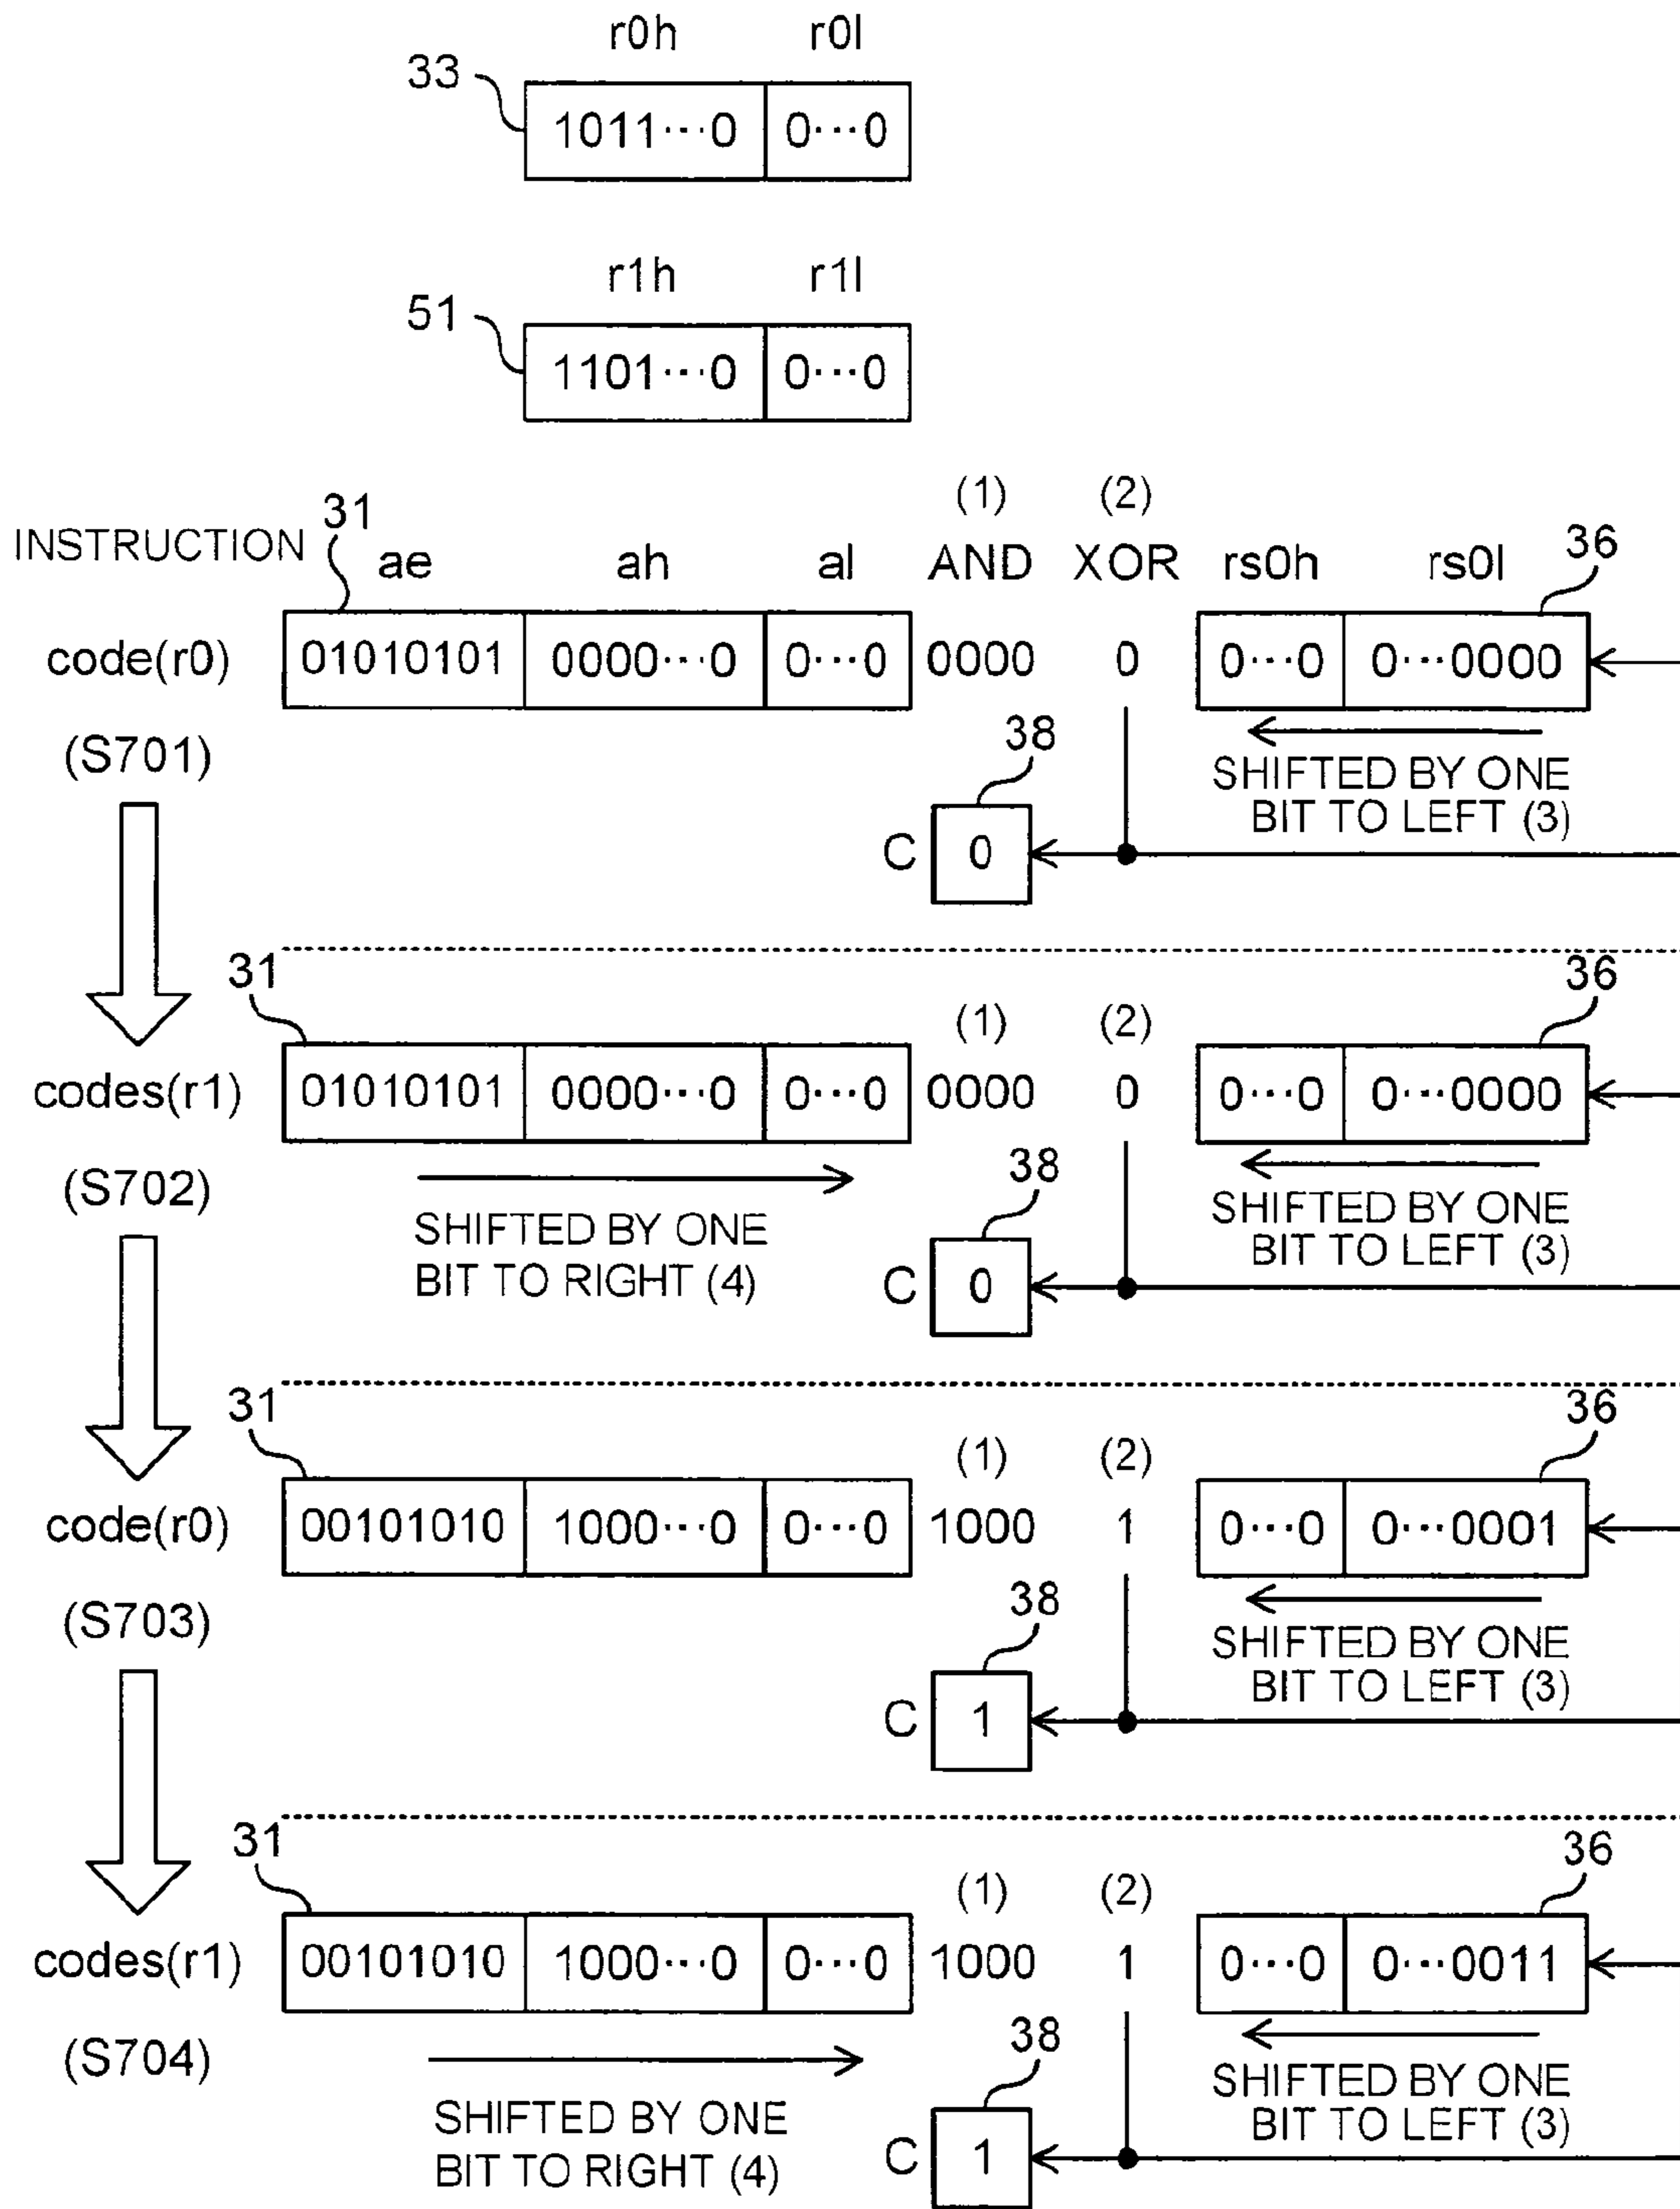 r0h r0l
33
1011···0 0···0
r1h r1l
51
1101···0 0···0
(1) (2)
INSTRUCTION 31 ae ah al AND XOR rs0h rs0l 36
code(r0) 01010101 0000···0 0···0 0000 0 0···0 0···0000
(S701) 38 SHIFTED BY ONE
BIT TO LEFT (3)
C 0
31 (1) (2) 36
codes(r1) 01010101 0000···0 0···0 0000 0 0···0 0···0000
(S702) 38 SHIFTED BY ONE
SHIFTED BY ONE BIT TO LEFT (3)
BIT TO RIGHT (4) C 0
31 (1) (2) 36
code(r0) 00101010 1000···0 0···0 1000 1 0···0 0···0001
(S703) 38 SHIFTED BY ONE
BIT TO LEFT (3)
C 1
31 (1) (2) 36
codes(r1) 00101010 1000···0 0···0 1000 1 0···0 0···0011
(S704) 38 SHIFTED BY ONE
SHIFTED BY ONE BIT TO LEFT (3)
BIT TO RIGHT (4) C 1